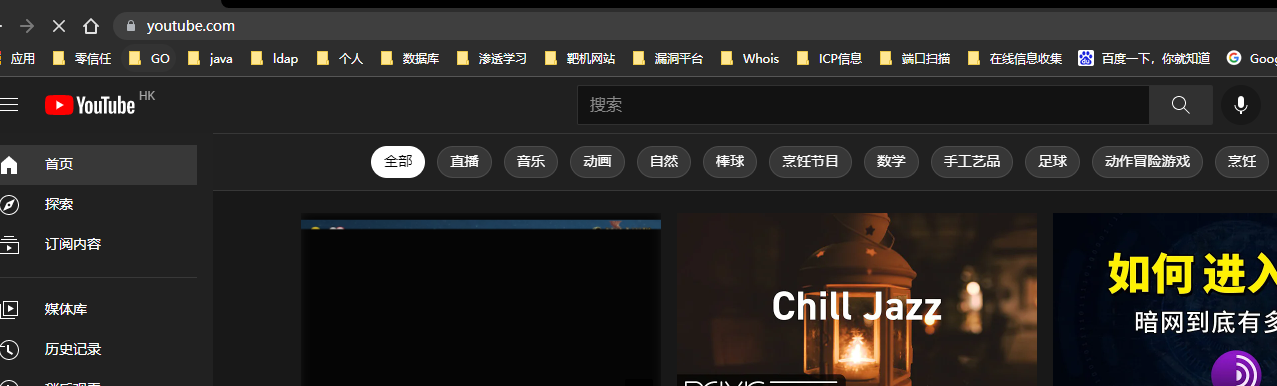 youtube.com
应用 零信任 GO java ldap 个人 数据库 渗透学习 靶机网站 漏洞平台 Whois ICP信息 端口扫描 在线信息收集 百度一下，你就知道 Goog
YouTube HK 搜索
首页 全部 直播 音乐 动画 自然 棒球 烹饪节目 数学 手工艺品 足球 动作冒险游戏 烹饪
探索
订阅内容
如何进入
Chill Jazz
媒体库
暗网到底有多
历史记录